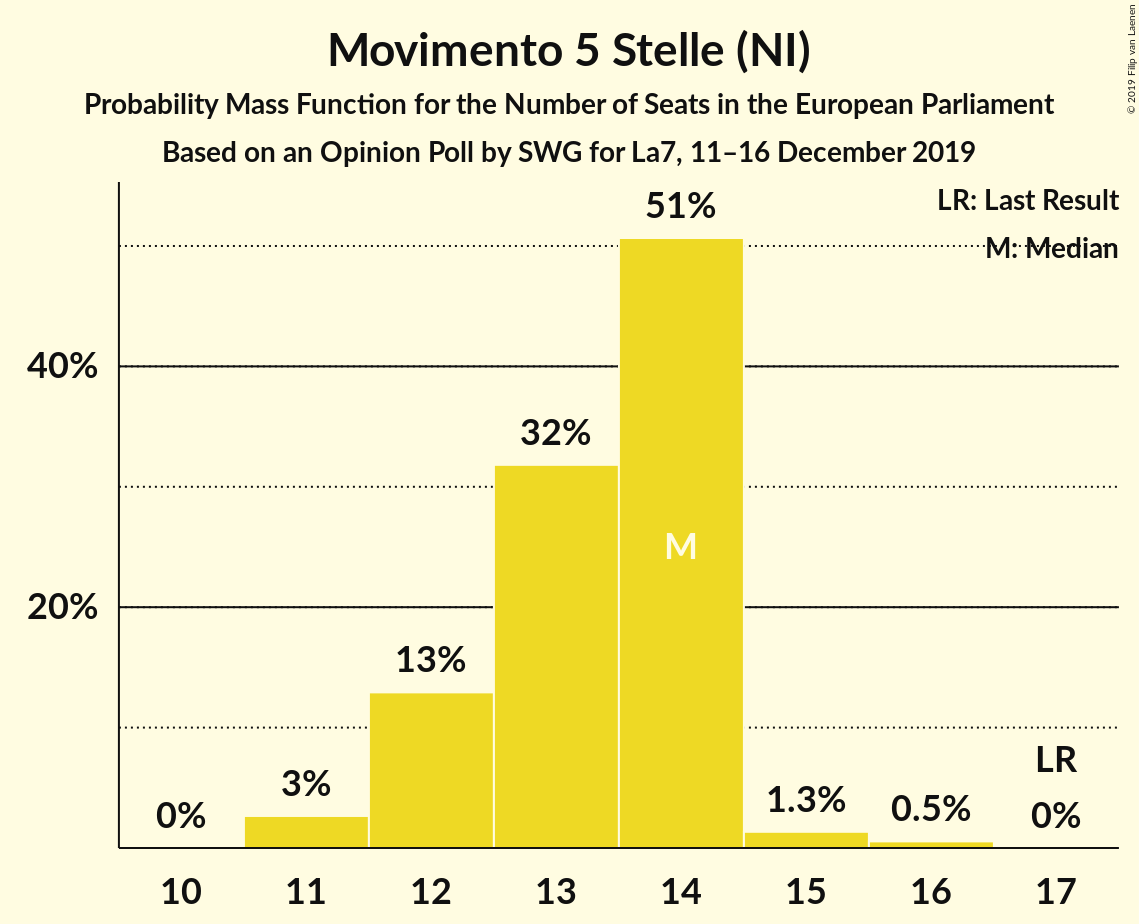 Movimento 5 Stelle (NI)
Probability Mass Function for the Number of Seats in the European Parliament
Based on an Opinion Poll by SWG for La7, 11–16 December 2019
© 2019 Filip van Laenen
LR: Last Result
M: Median
51%
40%
32%
M
20%
13%
LR
3%
1.3%
0.5%
0%
0%
10 11 12 13 14 15 16 17